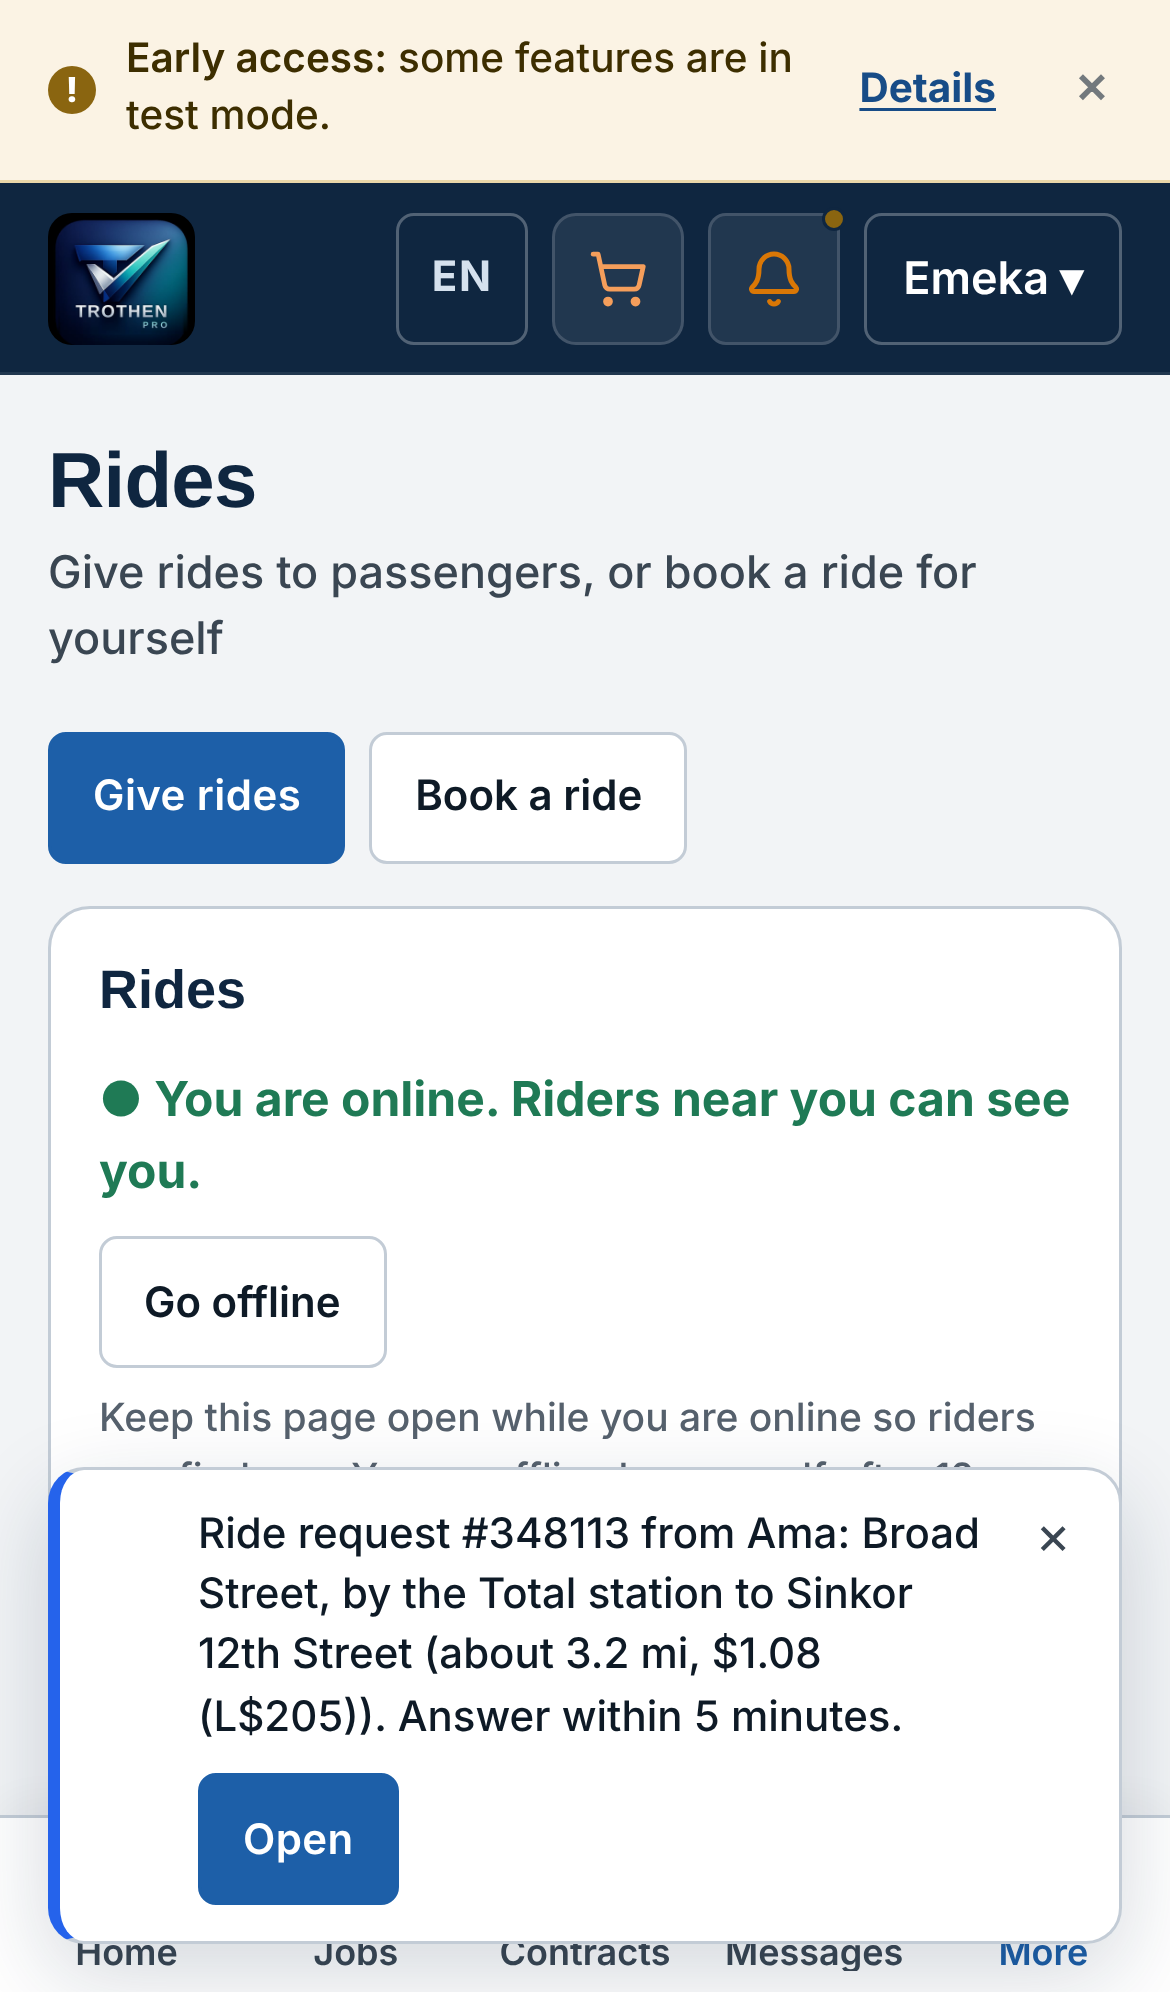 Early access: some features are in
test mode.
Details
×
TROTHEN
PRO
EN
Emeka ▾
Rides
Give rides to passengers, or book a ride for
yourself
Give rides
Book a ride
Rides
● You are online. Riders near you can see
you.
Go offline
Keep this page open while you are online so riders
Ride request #348113 from Ama: Broad
Street, by the Total station to Sinkor
12th Street (about 3.2 mi, $1.08
(L$205)). Answer within 5 minutes.
×
Open
Home
Jobs
Contracts
Messages
More